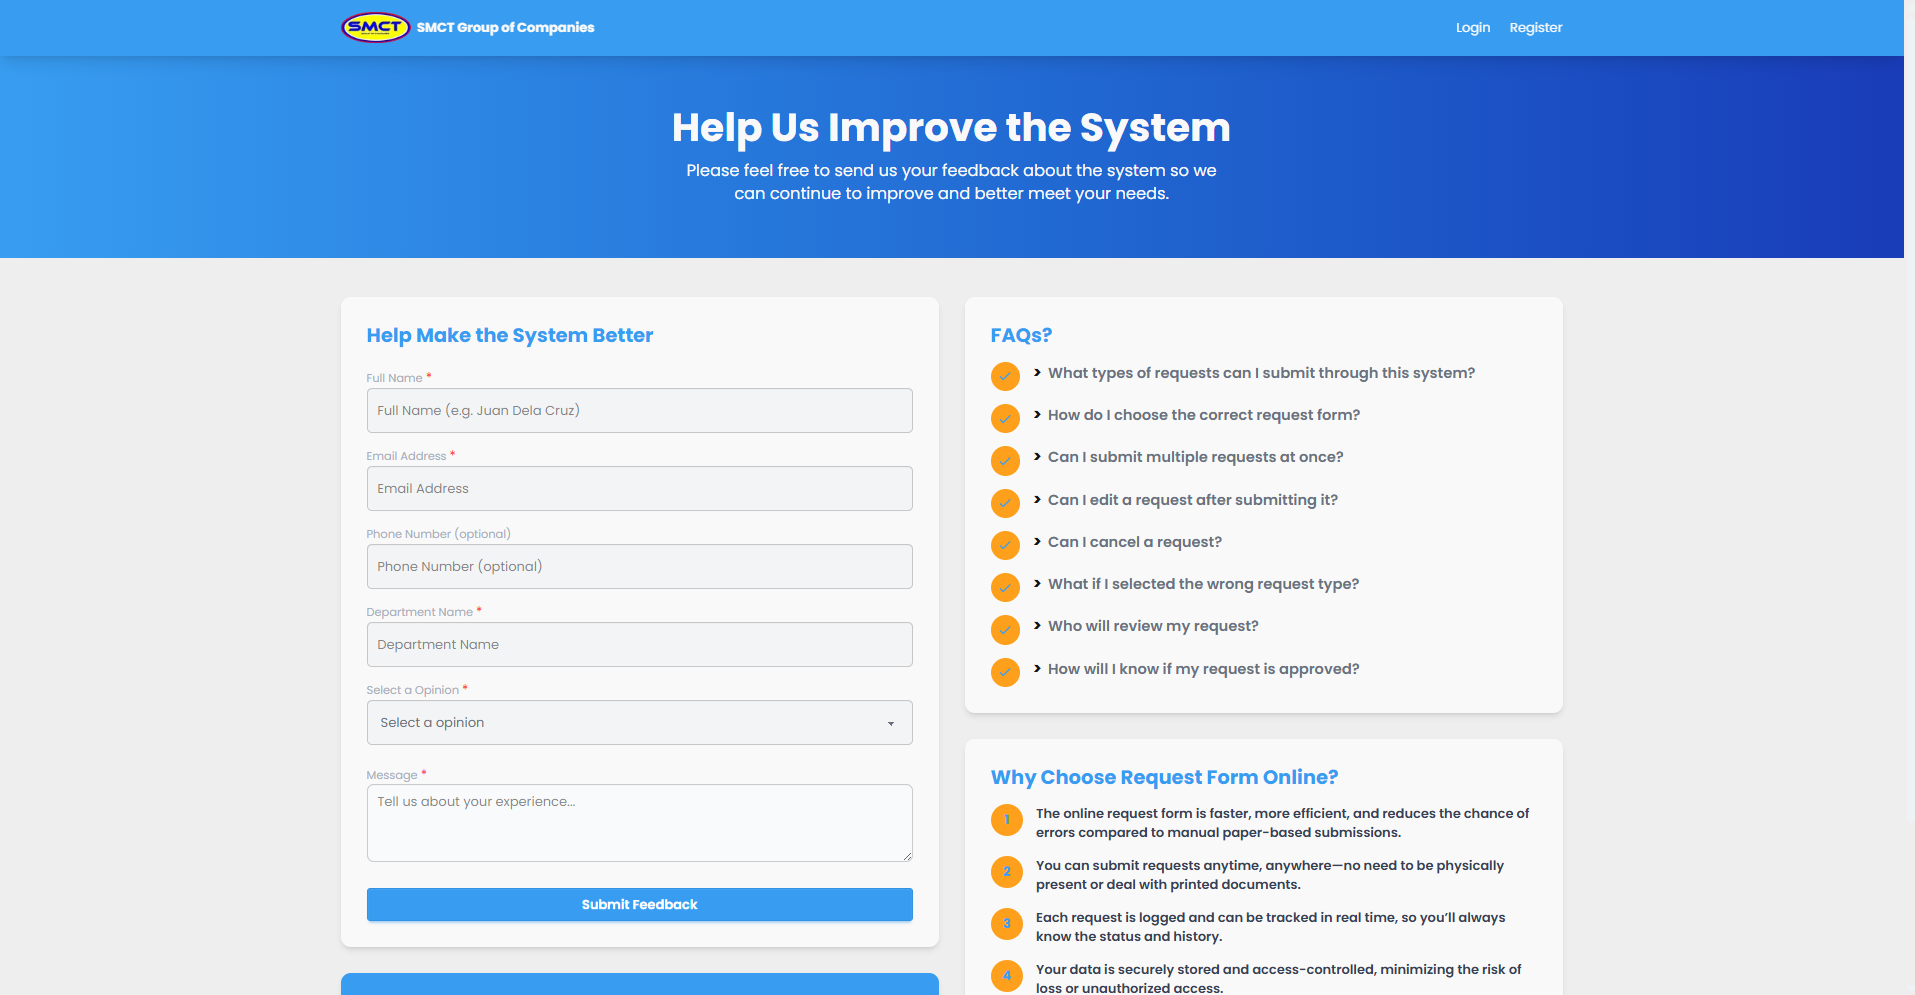 SMCT
SMCT Group of Companies
Login
Register
Help Us Improve the System
Please feel free to send us your feedback about the system so we
can continue to improve and better meet your needs.
Help Make the System Better
Full Name *
Full Name (e.g. Juan Dela Cruz)
Email Address *
Email Address
Phone Number (optional)
Phone Number (optional)
Department Name *
Department Name
Select a Opinion *
Select a opinion
Message *
Tell us about your experience...
Submit Feedback
FAQs?
> What types of requests can I submit through this system?
> How do I choose the correct request form?
> Can I submit multiple requests at once?
> Can I edit a request after submitting it?
> Can I cancel a request?
> What if I selected the wrong request type?
> Who will review my request?
> How will I know if my request is approved?
Why Choose Request Form Online?
1 The online request form is faster, more efficient, and reduces the chance of
errors compared to manual paper-based submissions.
2 You can submit requests anytime, anywhere—no need to be physically
present or deal with printed documents.
3 Each request is logged and can be tracked in real time, so you’ll always
know the status and history.
4 Your data is securely stored and access-controlled, minimizing the risk of
loss or unauthorized access.